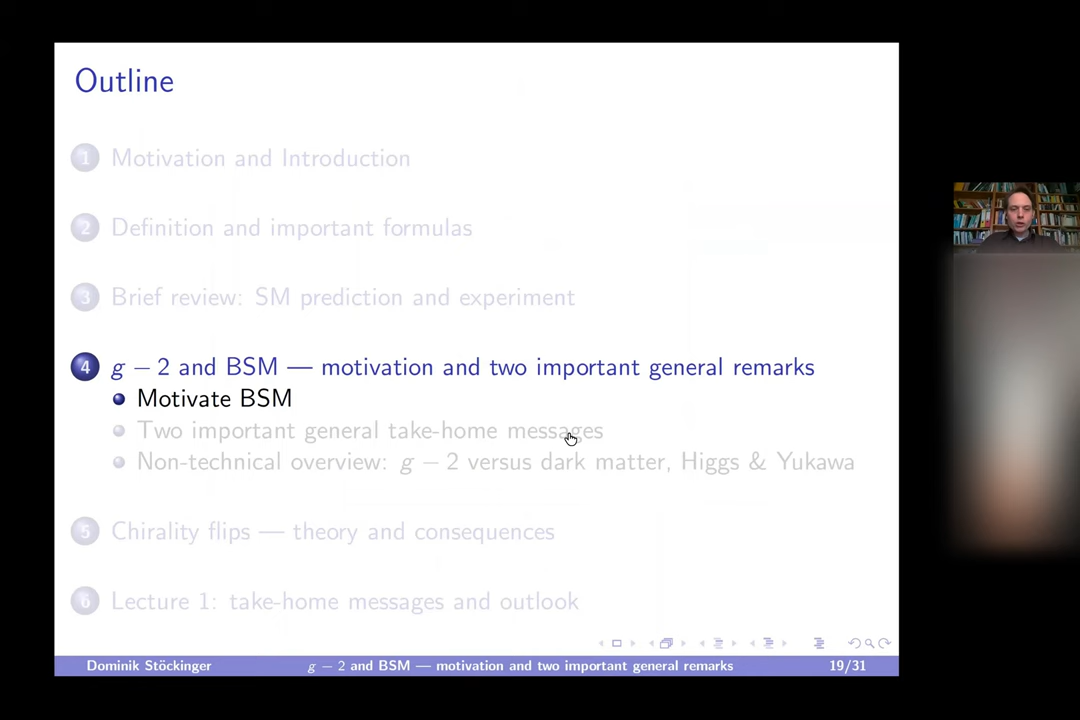 Outline
1 Motivation and Introduction
2 Definition and important formulas
3 Brief review: SM prediction and experiment
4 g − 2 and BSM — motivation and two important general remarks
Motivate BSM
Two important general take-home messages
Non-technical overview: g − 2 versus dark matter, Higgs & Yukawa
5 Chirality flips — theory and consequences
6 Lecture 1: take-home messages and outlook
Dominik Stöckinger g − 2 and BSM — motivation and two important general remarks 19/31